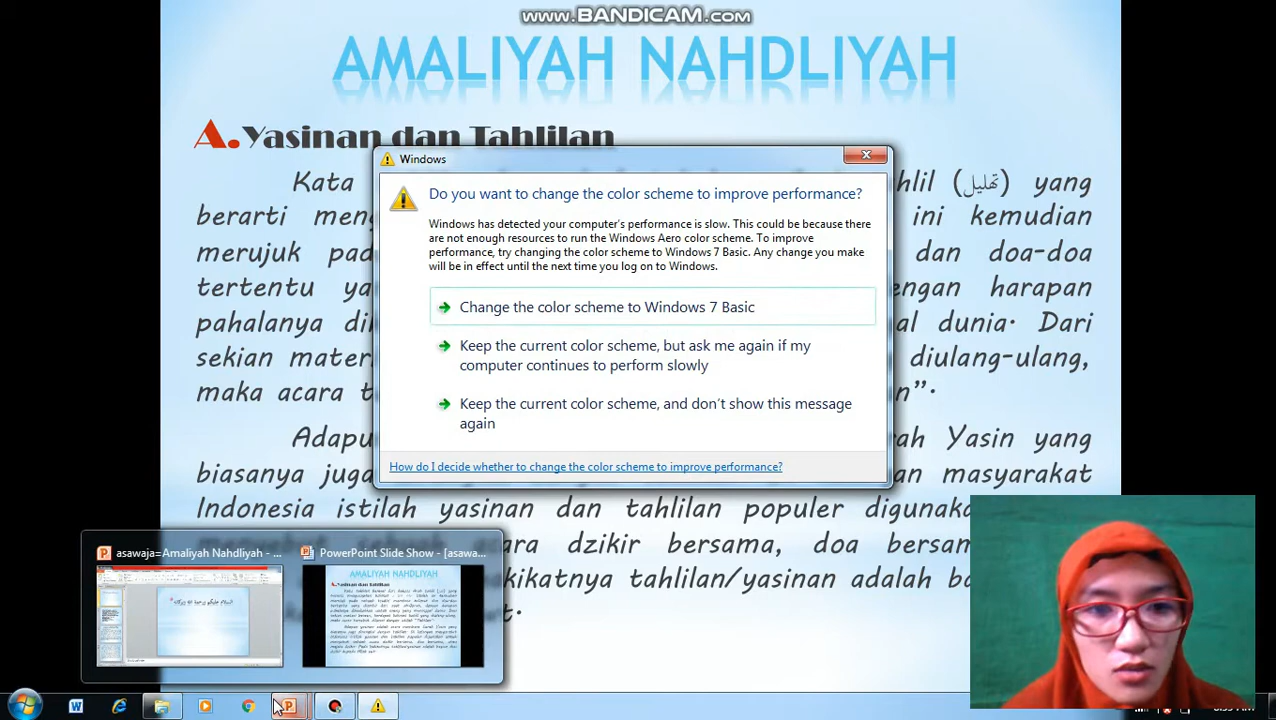 www.BANDICAM.com
AMALIYAH NAHDLIYAH
A. Yasinan dan Tahlilan
Kata hlil (تهليل) yang
berarti meng ini kemudian
merujuk pad dan doa-doa
tertentu ya engan harapan
pahalanya di al dunia. Dari
sekian mater diulang-ulang,
maka acara t an".
Adapu rah Yasin yang
biasanya juga an masyarakat
Indonesia istilah yasinan dan tahlilan populer digunaka
ara dzikir bersama, doa bersam
kikatnya tahlilan/yasinan adalah ba
t.
Windows
Do you want to change the color scheme to improve performance?
Windows has detected your computer's performance is slow. This could be because there
are not enough resources to run the Windows Aero color scheme. To improve
performance, try changing the color scheme to Windows 7 Basic. Any change you make
will be in effect until the next time you log on to Windows.
Change the color scheme to Windows 7 Basic
Keep the current color scheme, but ask me again if my
computer continues to perform slowly
Keep the current color scheme, and don't show this message
again
How do I decide whether to change the color scheme to improve performance?
asawaja=Amaliyah Nahdliyah - ...
PowerPoint Slide Show - [asawa...
AMALIYAH NAHDLIYAH
A.Yasinan dan Tahlilan